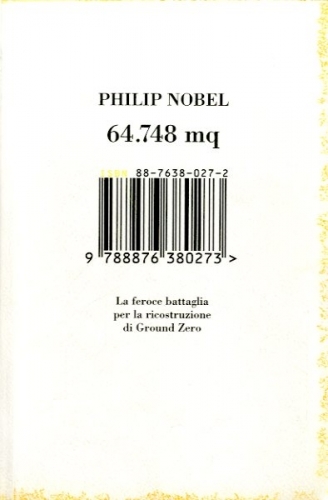 PHILIP NOBEL
64.748 mq
ISBN 88-7638-027-2
9 788876 380273 >
La feroce battaglia
per la ricostruzione
di Ground Zero